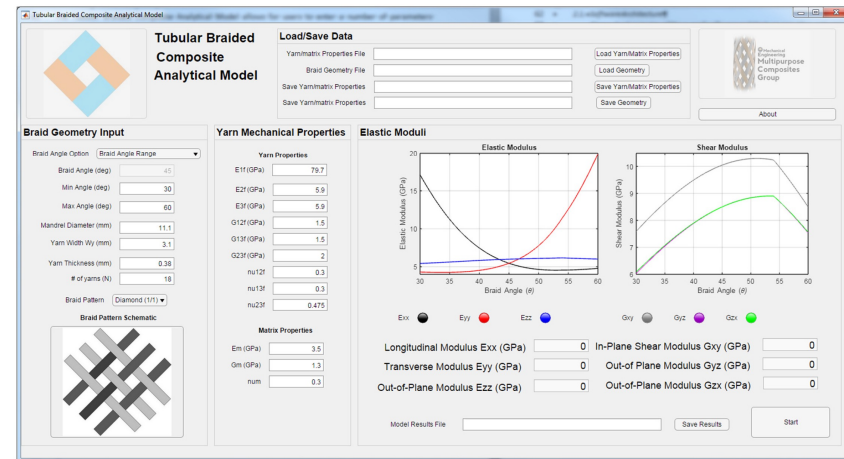 Tubular Braided Composite Analytical Model
Tubular Braided
Composite
Analytical Model
Load/Save Data
Yarn/matrix Properties File
Load Yarn/Matrix Properties
Braid Geometry File
Load Geometry
Save Yarn/matrix Properties
Save Yarn/Matrix Properties
Save Yarn/matrix Properties
Save Geometry
Mechanical
Engineering
Multipurpose
Composites
Group
About
Braid Geometry Input
Braid Angle Option
Braid Angle Range
Braid Angle (deg)
45
Min Angle (deg)
30
Max Angle (deg)
60
Mandrel Diameter (mm)
11.1
Yarn Width Wy (mm)
3.1
Yarn Thickness (mm)
0.38
# of yarns (N)
18
Braid Pattern
Diamond (1/1)
Braid Pattern Schematic
Yarn Mechanical Properties
Yarn Properties
E1f(GPa)
79.7
E2f(GPa)
5.9
E3f(GPa)
5.9
G12f(GPa)
1.5
G13f(GPa)
1.5
G23f(GPa)
2
nu12f
0.3
nu13f
0.3
nu23f
0.475
Matrix Properties
Em (GPa)
3.5
Gm (GPa)
1.3
num
0.3
Elastic Moduli
Elastic Modulus
Elastic Modulus (GPa)
20
15
10
5
30 35 40 45 50 55 60
Braid Angle (θ)
Shear Modulus
Shear Modulus (GPa)
10
9
8
7
6
30 35 40 45 50 55 60
Braid Angle (θ)
Exx
Eyy
Ezz
Gxy
Gyz
Gzx
Longitudinal Modulus Exx (GPa)
0
In-Plane Shear Modulus Gxy (GPa)
0
Transverse Modulus Eyy (GPa)
0
Out-of Plane Modulus Gyz (GPa)
0
Out-of-Plane Modulus Ezz (GPa)
0
Out-of-Plane Modulus Gzx (GPa)
0
Model Results File
Save Results
Start